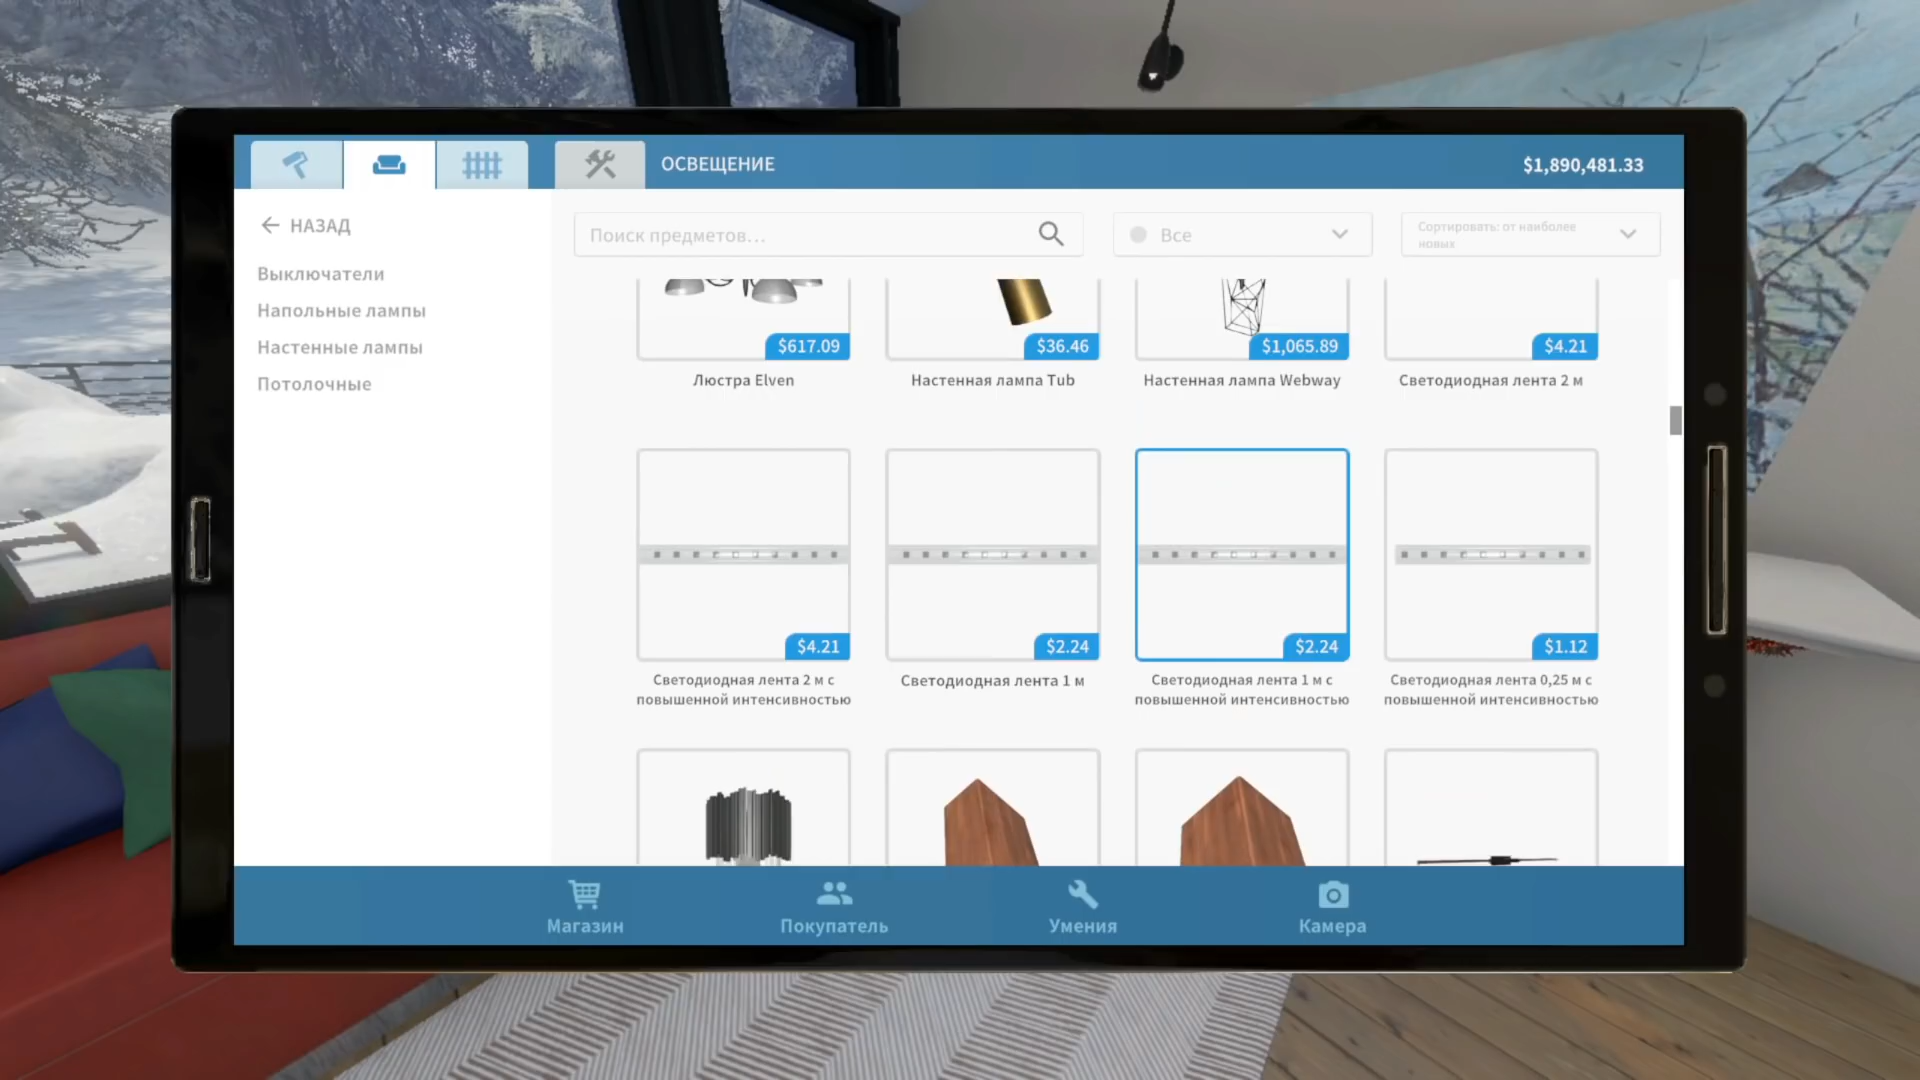 ОСВЕЩЕНИЕ
$1,890,481.33
НАЗАД
Выключатели
Напольные лампы
Настенные лампы
Потолочные
Поиск предметов...
Все
Сортировать: от наиболее
новых
$617.09
$36.46
$1,065.89
$4.21
Люстра Elven
Настенная лампа Tub
Настенная лампа Webway
Светодиодная лента 2 м
$4.21
$2.24
$2.24
$1.12
Светодиодная лента 2 м с
повышенной интенсивностью
Светодиодная лента 1 м
Светодиодная лента 1 м с
повышенной интенсивностью
Светодиодная лента 0,25 м с
повышенной интенсивностью
Магазин
Покупатель
Умения
Камера